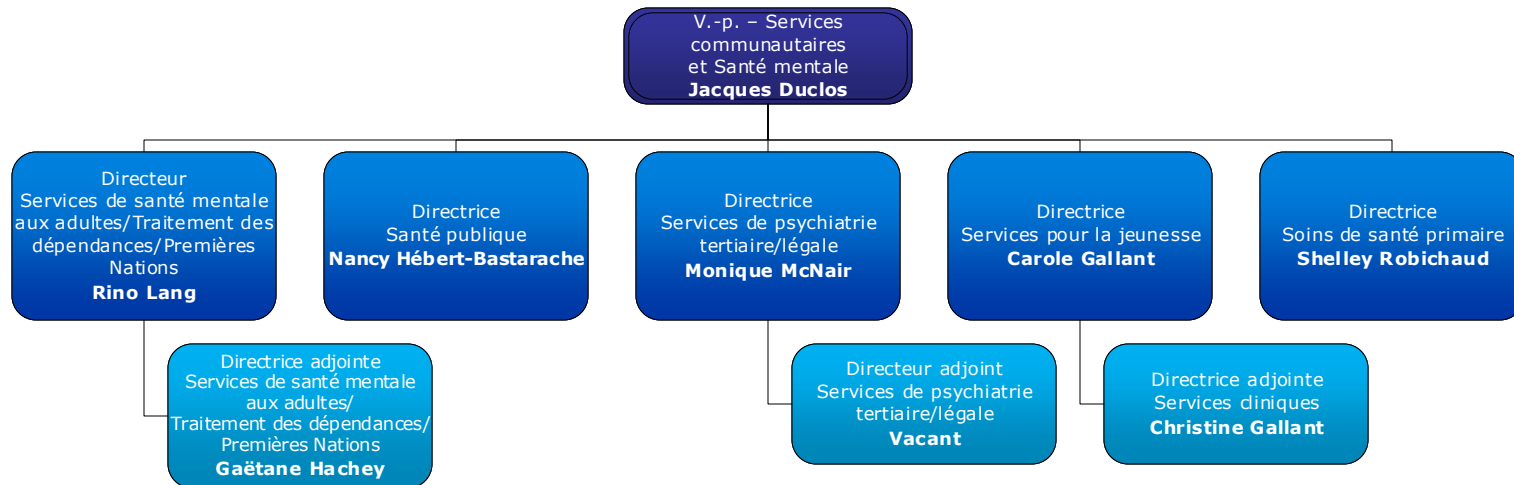 V.-p. – Services
communautaires
et Santé mentale
Jacques Duclos
Directeur
Services de santé mentale
aux adultes/Traitement des
dépendances/Premières
Nations
Rino Lang
Directrice
Santé publique
Nancy Hébert-Bastarache
Directrice
Services de psychiatrie
tertiaire/légale
Monique McNair
Directrice
Services pour la jeunesse
Carole Gallant
Directrice
Soins de santé primaire
Shelley Robichaud
Directrice adjointe
Services de santé mentale
aux adultes/
Traitement des dépendances/
Premières Nations
Gaëtane Hachey
Directeur adjoint
Services de psychiatrie
tertiaire/légale
Vacant
Directrice adjointe
Services cliniques
Christine Gallant